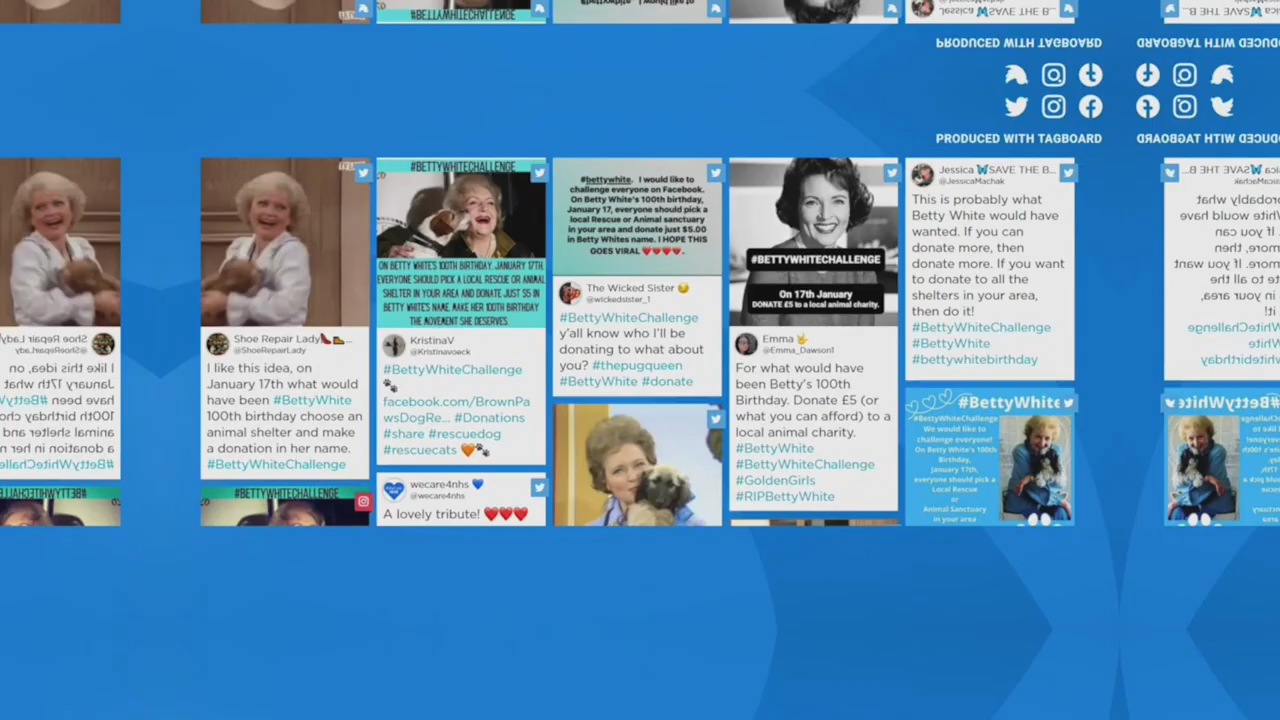 #BETTYWHITECHALLENGE
PRODUCED WITH TAGBOARD
PRODUCED WITH TAGBOARD
I like this idea, on
January 17th what would
have been #BettyWhite
100th birthday choose an
animal shelter and make
a donation in her name.
#BettyWhiteChallenge
Shoe Repair Lady
@ShoeRepairLady
#BETTYWHITECHALLENGE
#BETTYWHITECHALLENGE
ON BETTY WHITE'S 100TH BIRTHDAY, JANUARY 17TH,
EVERYONE SHOULD PICK A LOCAL RESCUE OR ANIMAL
SHELTER IN YOUR AREA AND DONATE JUST $5 IN
BETTY WHITE'S NAME. MAKE HER 100TH BIRTHDAY
THE MOVEMENT SHE DESERVES.
KristinaV
@Kristinavoeck
#BettyWhiteChallenge
🐾
facebook.com/BrownPa
wsDogRe... #Donations
#share #rescuedog
#rescuecats 🧡🐾
wecare4nhs 💙
@wecare4nhs
A lovely tribute! ❤️❤️❤️
#bettywhite. I would like to
challenge everyone on Facebook.
On Betty White's 100th birthday,
January 17, everyone should pick a
local Rescue or Animal sanctuary
in your area and donate just $5.00
in Betty Whites name. I HOPE THIS
GOES VIRAL ❤️❤️❤️❤️.
The Wicked Sister 😏
@wickedsister_1
#BettyWhiteChallenge
y'all know who I'll be
donating to what about
you? #thepugqueen
#BettyWhite #donate
#BETTYWHITECHALLENGE
On 17th January
DONATE £5 to a local animal charity.
Emma 🤟
@Emma_Dawson1
For what would have
been Betty's 100th
Birthday. Donate £5 (or
what you can afford) to a
local animal charity.
#BettyWhite
#BettyWhiteChallenge
#GoldenGirls
#RIPBettyWhite
Jessica 🦋SAVE THE B...
@JessicaMachak
This is probably what
Betty White would have
wanted. If you can
donate more, then
donate more. If you want
to donate to all the
shelters in your area,
then do it!
#BettyWhiteChallenge
#BettyWhite
#bettywhitebirthday
#BettyWhite
#BettyWhiteChallenge
We would like to
challenge everyone!
On Betty White's 100th
Birthday,
January 17th,
everyone should pick a
Local Rescue
or
Animal Sanctuary
in your area